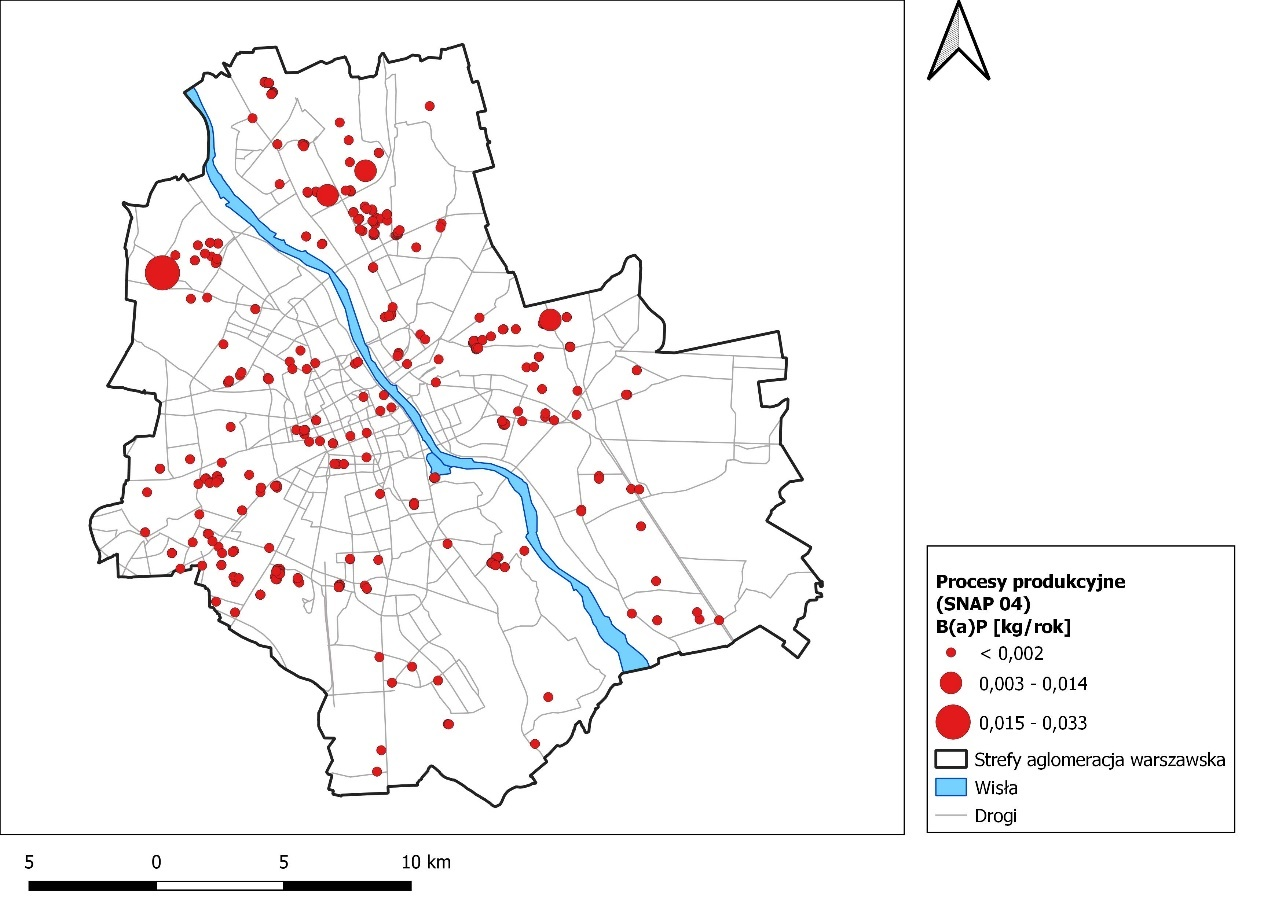 Procesy produkcyjne
(SNAP 04)
B(a)P [kg/rok]
< 0,002
0,003 - 0,014
0,015 - 0,033
Strefy aglomeracja warszawska
Wisła
Drogi
5 0 5 10 km